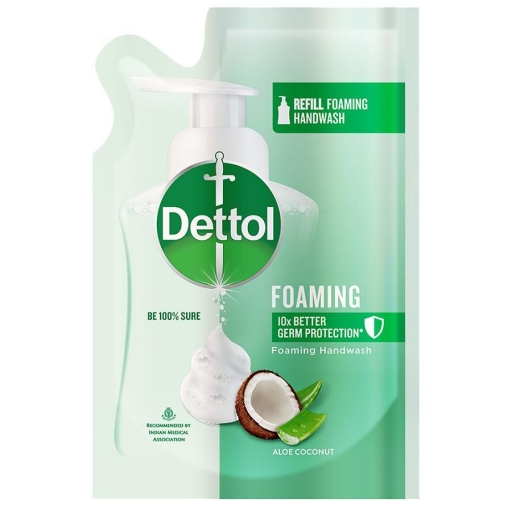 REFILL FOAMING
HANDWASH
Dettol
FOAMING
BE 100% SURE
10x BETTER
GERM PROTECTION*
Foaming Handwash
RECOMMENDED BY
INDIAN MEDICAL
ASSOCIATION
ALOE COCONUT